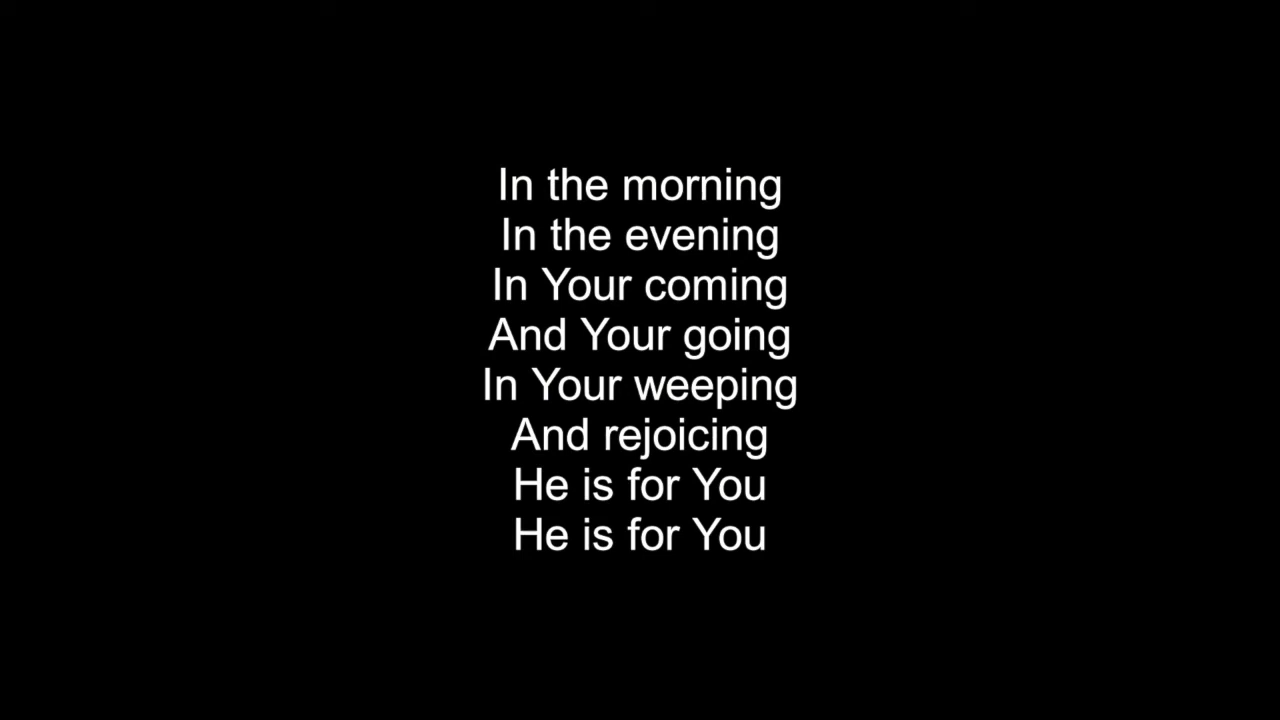 In the morning
In the evening
In Your coming
And Your going
In Your weeping
And rejoicing
He is for You
He is for You